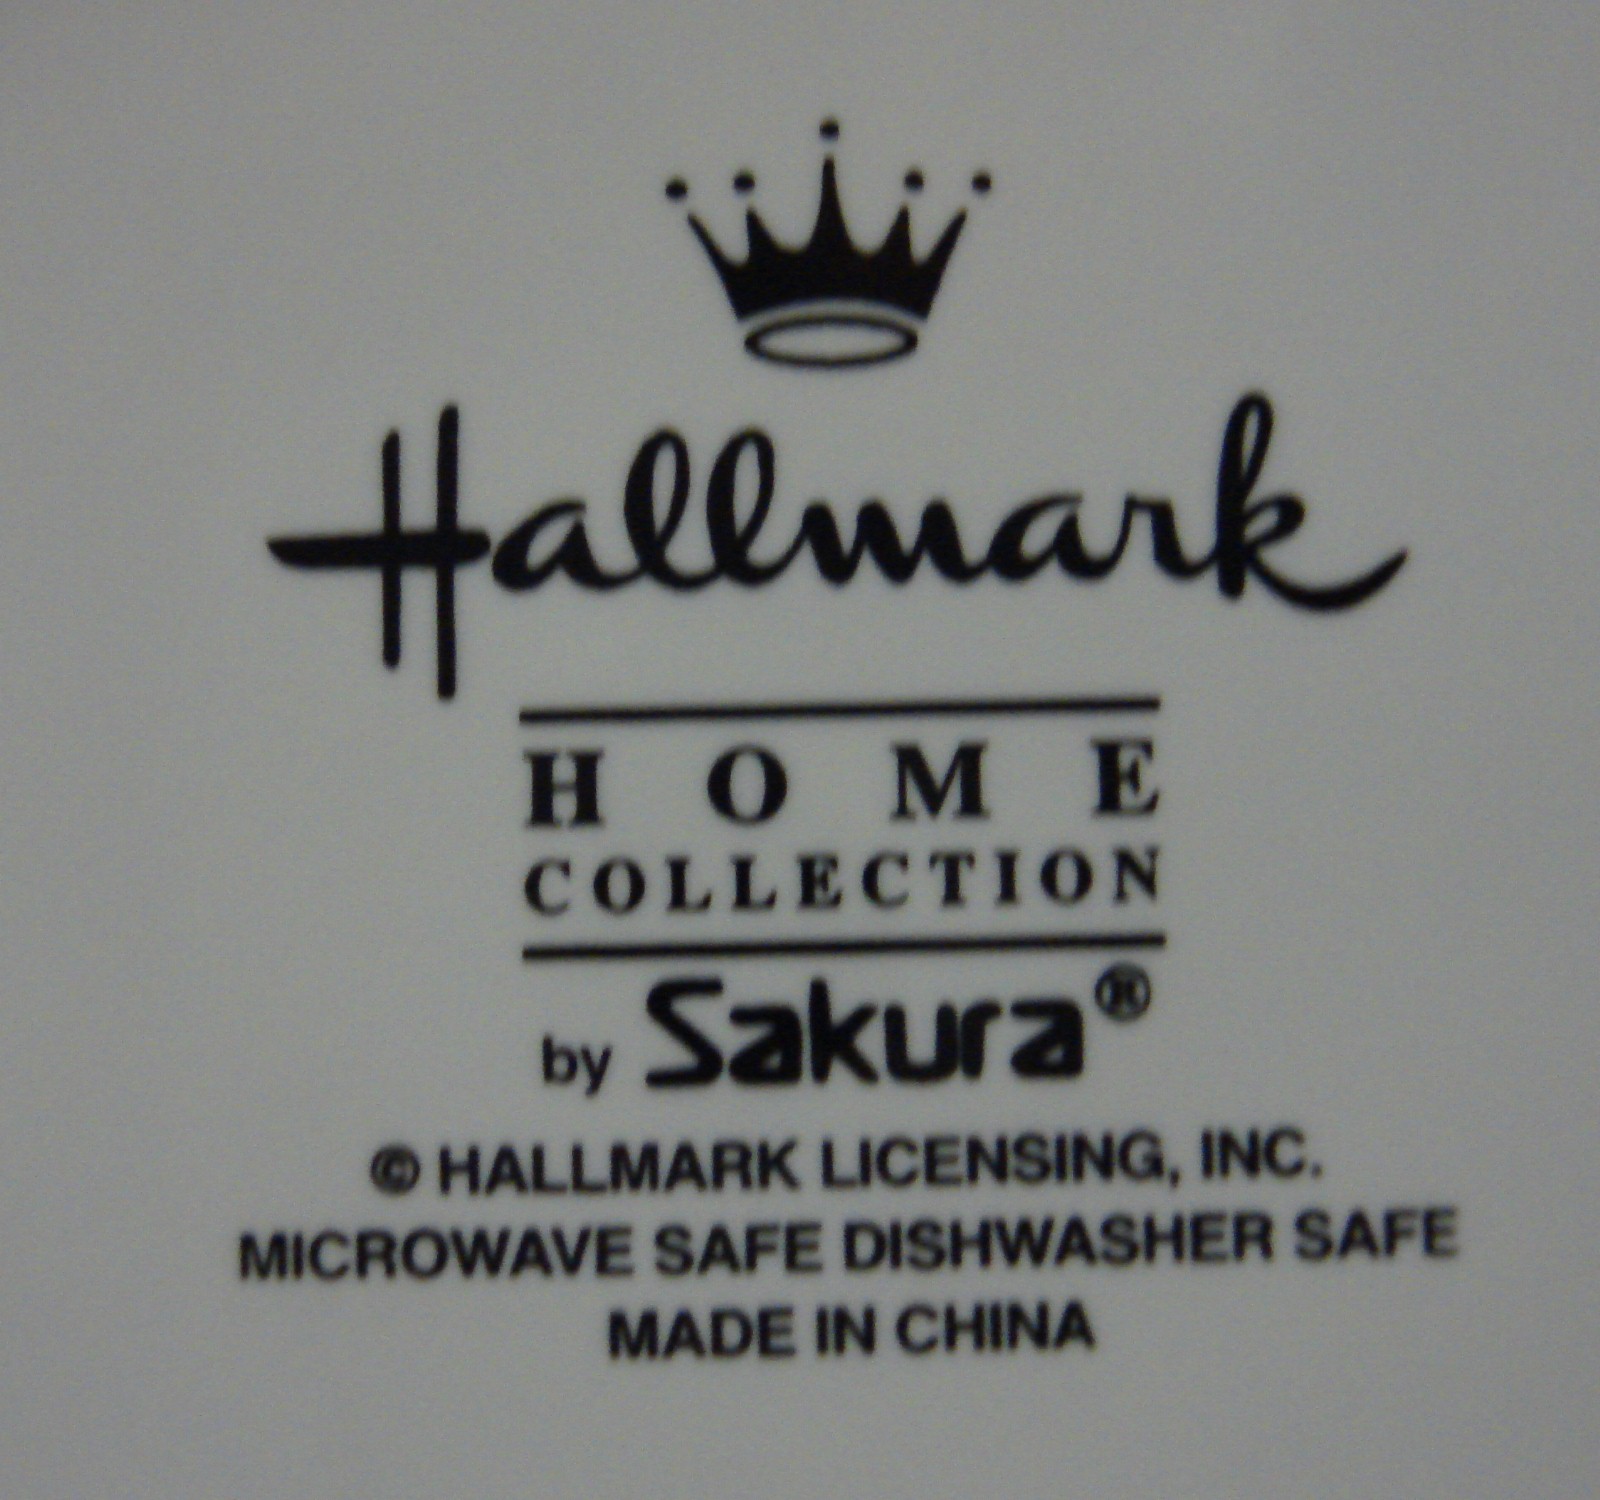 Hallmark
HOME
COLLECTION
by Sakura®
© HALLMARK LICENSING, INC.
MICROWAVE SAFE DISHWASHER SAFE
MADE IN CHINA